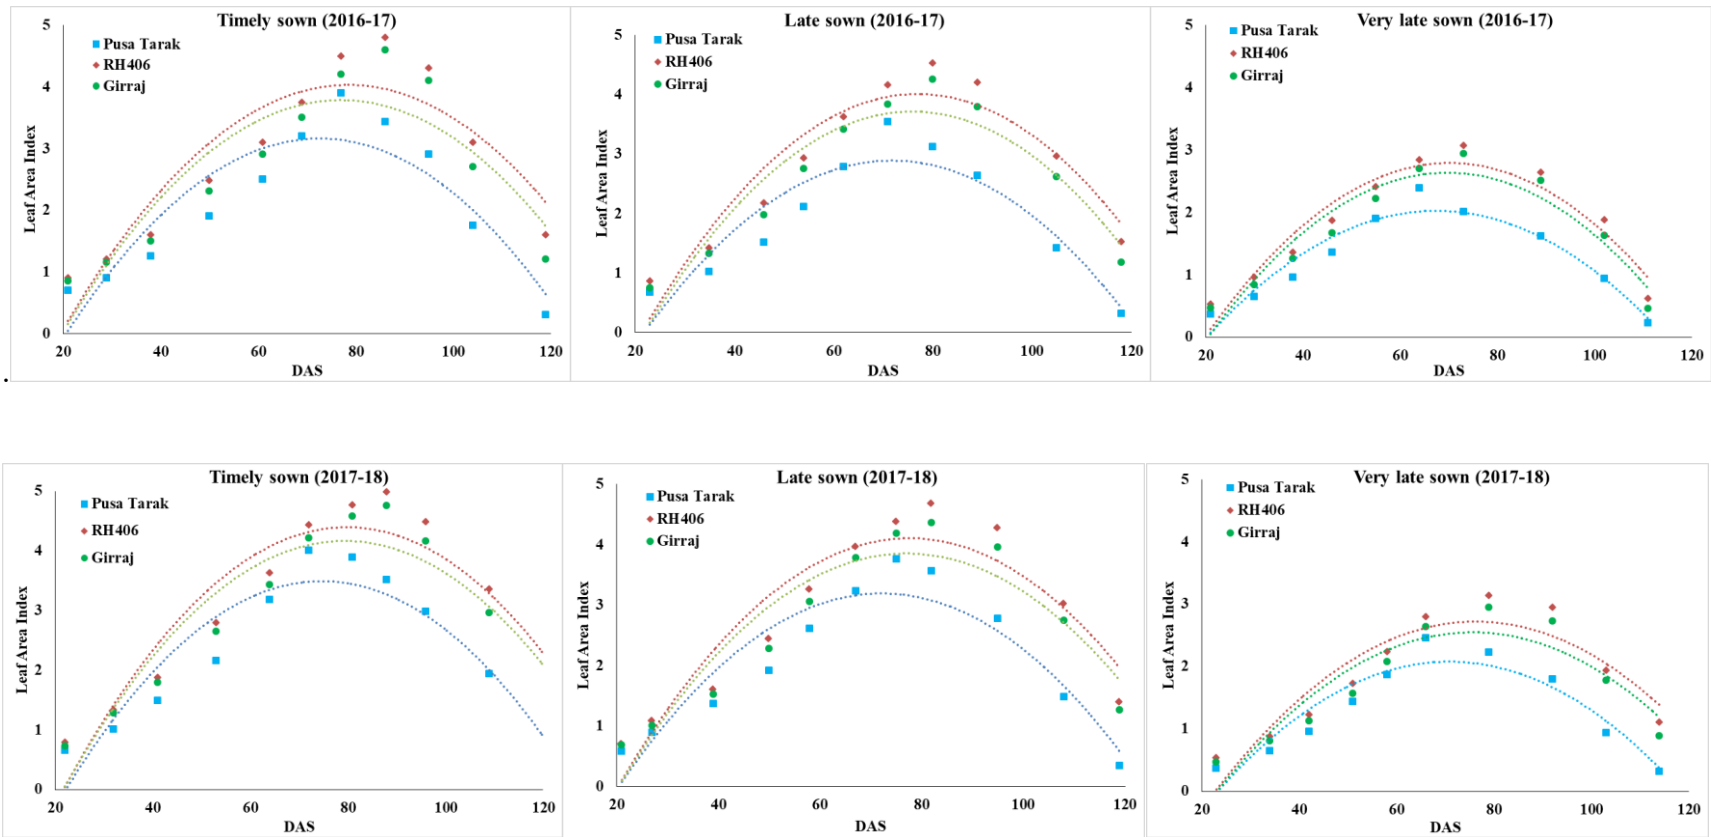 Timely sown (2016-17)
Pusa Tarak
RH406
Girraj
Leaf Area Index
5
4
3
2
1
0
20 40 60 80 100 120
DAS
Late sown (2016-17)
Pusa Tarak
RH406
Girraj
Leaf Area Index
5
4
3
2
1
0
20 40 60 80 100 120
DAS
Very late sown (2016-17)
Pusa Tarak
RH406
Girraj
Leaf Area Index
5
4
3
2
1
0
20 40 60 80 100 120
DAS
.
Timely sown (2017-18)
Pusa Tarak
RH406
Girraj
Leaf Area Index
5
4
3
2
1
0
20 40 60 80 100 120
DAS
Late sown (2017-18)
Pusa Tarak
RH406
Girraj
Leaf Area Index
5
4
3
2
1
0
20 40 60 80 100 120
DAS
Very late sown (2017-18)
Pusa Tarak
RH406
Girraj
Leaf Area Index
5
4
3
2
1
0
20 40 60 80 100 120
DAS